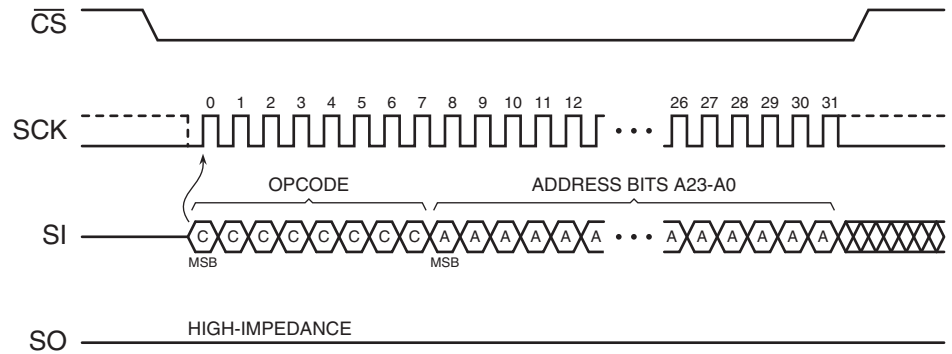 CS
0 1 2 3 4 5 6 7 8 9 10 11 12 26 27 28 29 30 31
SCK
OPCODE ADDRESS BITS A23-A0
SI C C C C C C C C A A A A A A A A A A A A
MSB MSB
HIGH-IMPEDANCE
SO